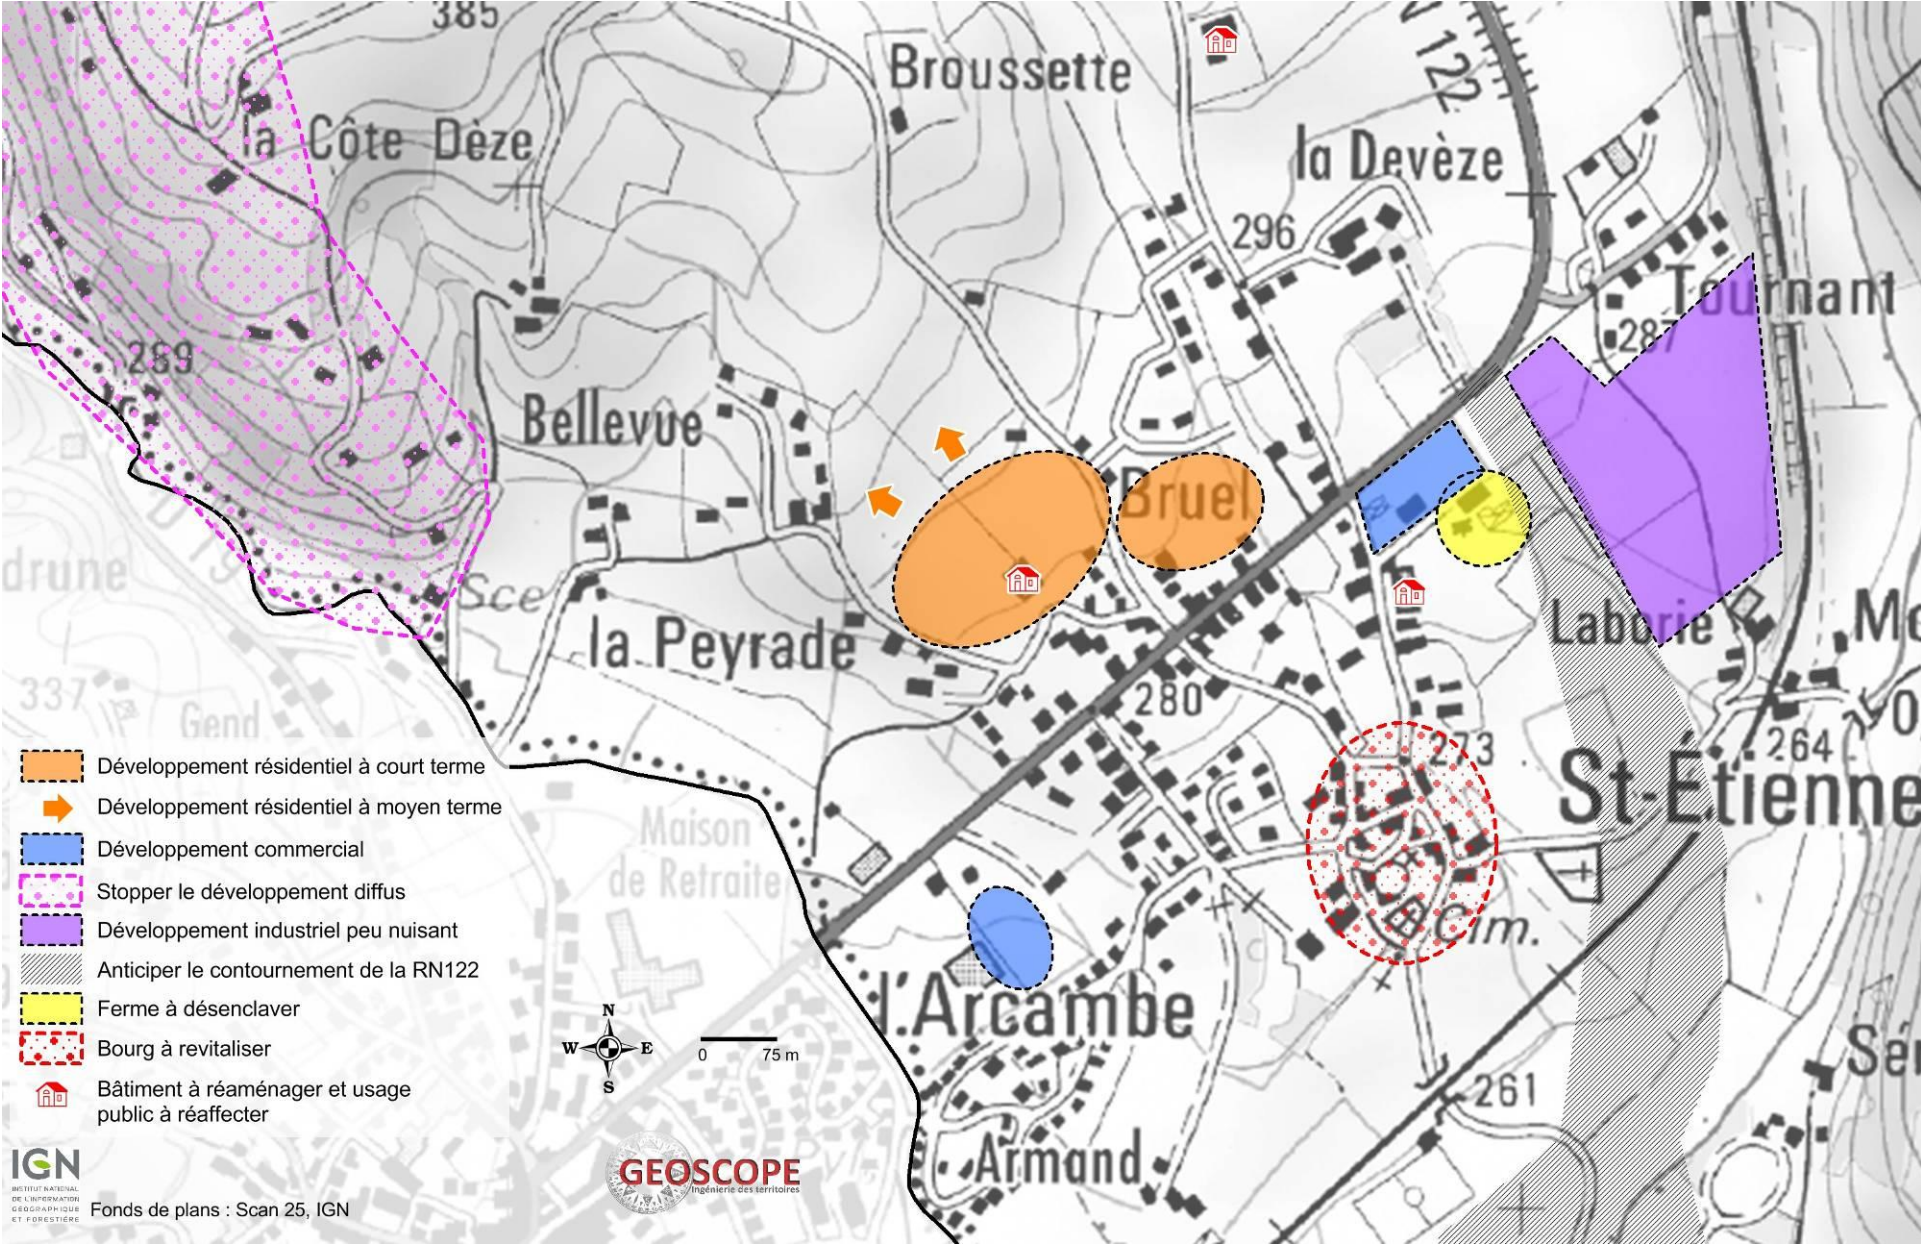 385
Broussette
N 122
la Côte Dèze
la Devèze
296
Tournant
287
289
Bellevue
Bruel
drune
Sce
la Peyrade
Laborie
337
Gend
280
273
264
St-Étienne
Développement résidentiel à court terme
Développement résidentiel à moyen terme
Développement commercial
Stopper le développement diffus
Développement industriel peu nuisant
Anticiper le contournement de la RN122
Ferme à désenclaver
Bourg à revitaliser
Bâtiment à réaménager et usage
public à réaffecter
Maison
de Retraite
Cim.
l'Arcambe
N
W E
S
0 75 m
261
Armand
IGN
INSTITUT NATIONAL
DE L'INFORMATION
GÉOGRAPHIQUE
ET FORESTIÈRE
Fonds de plans : Scan 25, IGN
GEOSCOPE
Ingénierie des territoires